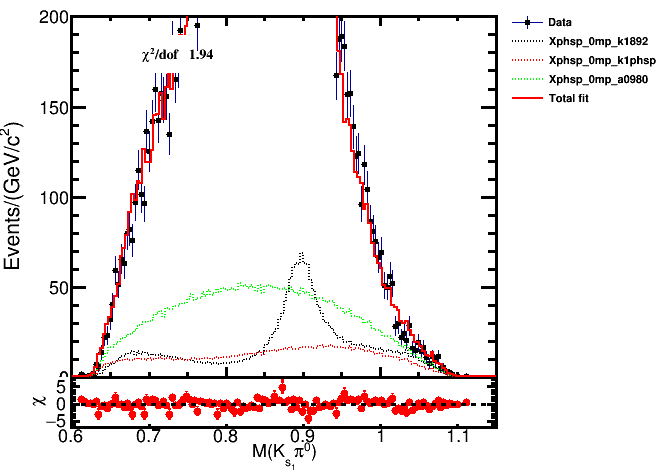 Events/(GeV/c²)
200
150
100
50
0
χ²/dof 1.94
Data
Xphsp_0mp_k1892
Xphsp_0mp_k1phsp
Xphsp_0mp_a0980
Total fit
χ
5
0
−5
0.6 0.7 0.8 0.9 1 1.1
M(K_{s_1}π⁰)